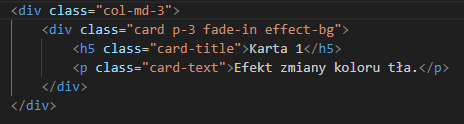 <div class="col-md-3">
<div class="card p-3 fade-in effect-bg">
<h5 class="card-title">Karta 1</h5>
<p class="card-text">Efekt zmiany koloru tła.</p>
</div>
</div>